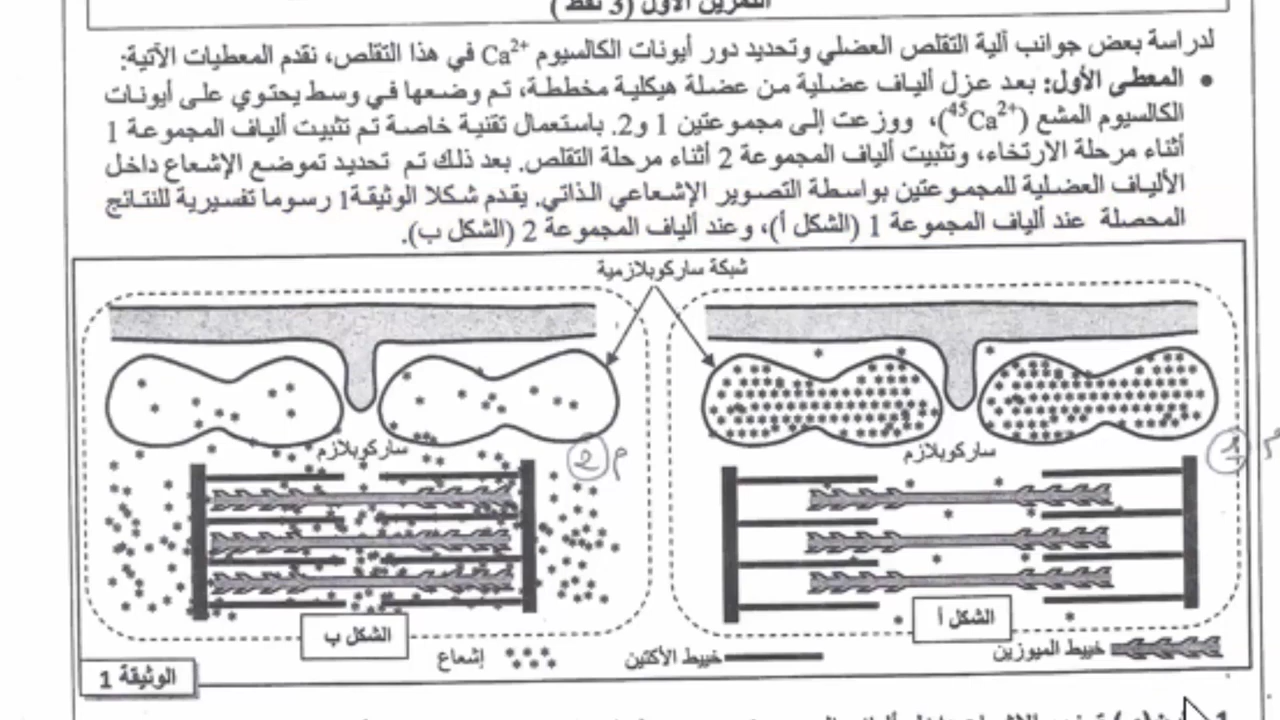 التمرين الأول (3 نقط)
لدراسة بعض جوانب آلية التقلص العضلي وتحديد دور أيونات الكالسيوم Ca²⁺ في هذا التقلص، نقدم المعطيات الآتية:
• المعطى الأول: بعد عزل ألياف عضلية من عضلة هيكلية مخططة، تم وضعها في وسط يحتوي على أيونات
الكالسيوم المشع (⁴⁵Ca²⁺)، ووزعت إلى مجموعتين 1 و2. باستعمال تقنية خاصة تم تثبيت ألياف المجموعة 1
أثناء مرحلة الارتخاء، وتثبيت ألياف المجموعة 2 أثناء مرحلة التقلص. بعد ذلك تم تحديد تموضع الإشعاع داخل
الألياف العضلية للمجموعتين بواسطة التصوير الإشعاعي الذاتي. يقدم شكلا الوثيقة1 رسوما تفسيرية للنتائج
المحصلة عند ألياف المجموعة 1 (الشكل أ)، وعند ألياف المجموعة 2 (الشكل ب).
شبكة ساركوبلازمية
ساركوبلازم
م 2
ساركوبلازم
الشكل أ
الشكل ب
خييط الميوزين
خييط الأكتين
إشعاع
الوثيقة 1